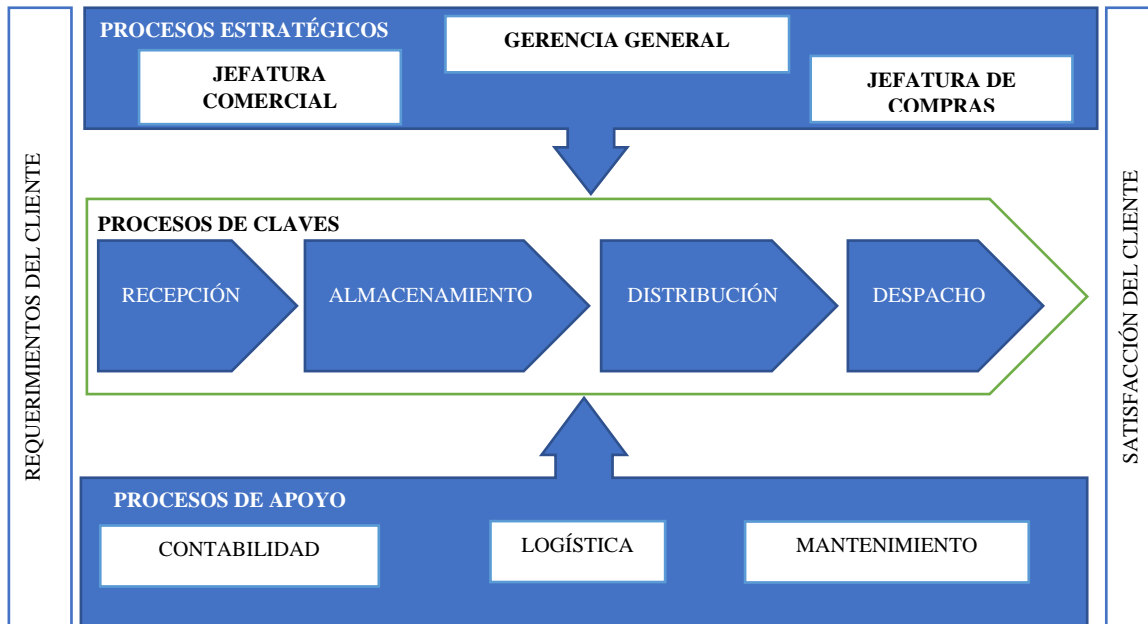 REQUERIMIENTOS DEL CLIENTE
PROCESOS ESTRATÉGICOS
GERENCIA GENERAL
JEFATURA
COMERCIAL
JEFATURA DE
COMPRAS
PROCESOS DE CLAVES
RECEPCIÓN
ALMACENAMIENTO
DISTRIBUCIÓN
DESPACHO
PROCESOS DE APOYO
CONTABILIDAD
LOGÍSTICA
MANTENIMIENTO
SATISFACCIÓN DEL CLIENTE